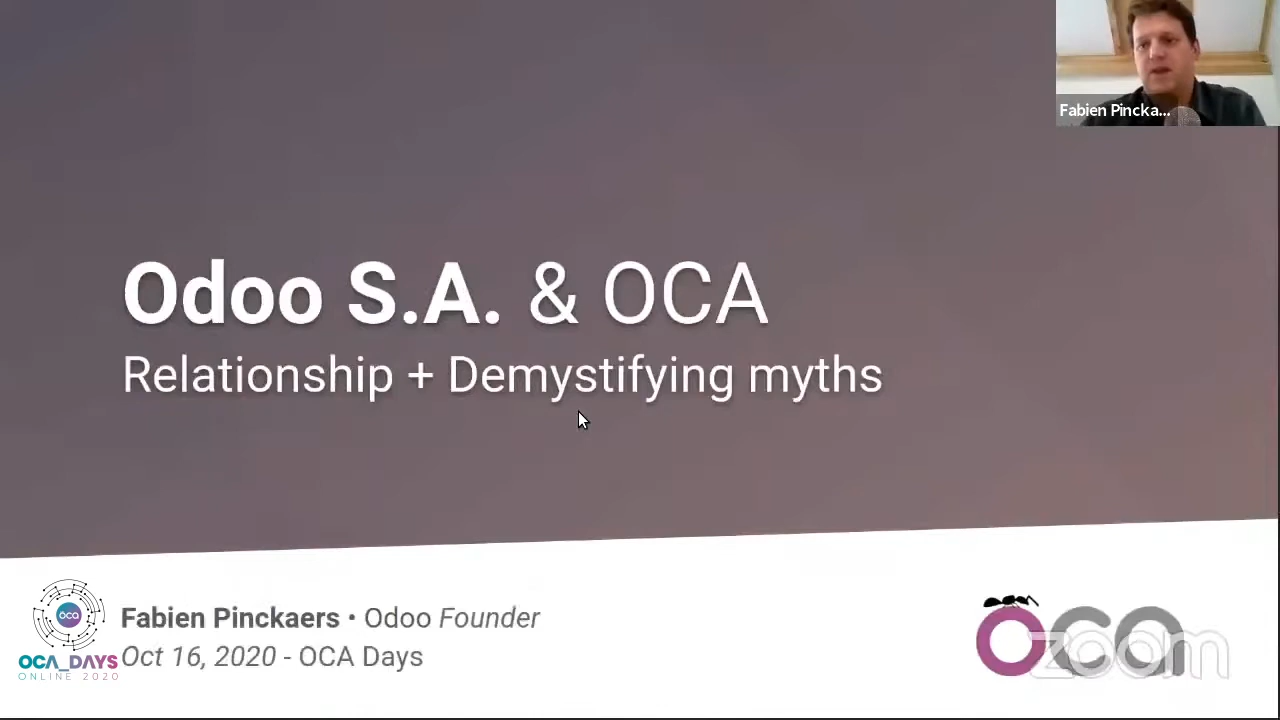 Fabien Pincka...
Odoo S.A. & OCA
Relationship + Demystifying myths
Fabien Pinckaers • Odoo Founder
Oct 16, 2020 - OCA Days
oca
OCA_DAYS
ONLINE 2020
oca
zoom